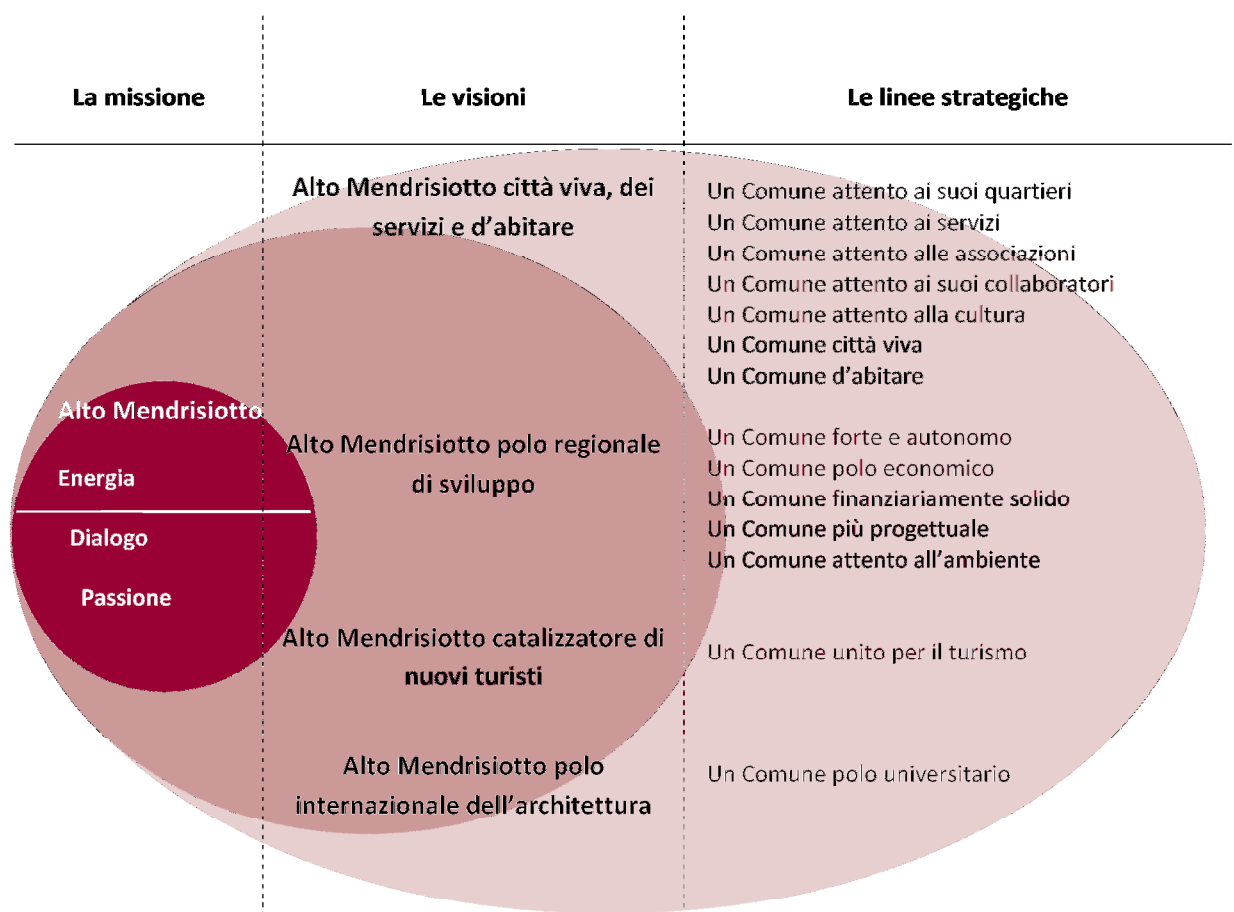 La missione
Le visioni
Le linee strategiche
Alto Mendrisiotto
Energia
Dialogo
Passione
Alto Mendrisiotto città viva, dei
servizi e d’abitare
Alto Mendrisiotto polo regionale
di sviluppo
Alto Mendrisiotto catalizzatore di
nuovi turisti
Alto Mendrisiotto polo
internazionale dell’architettura
Un Comune attento ai suoi quartieri
Un Comune attento ai servizi
Un Comune attento alle associazioni
Un Comune attento ai suoi collaboratori
Un Comune attento alla cultura
Un Comune città viva
Un Comune d’abitare
Un Comune forte e autonomo
Un Comune polo economico
Un Comune finanziariamente solido
Un Comune più progettuale
Un Comune attento all’ambiente
Un Comune unito per il turismo
Un Comune polo universitario